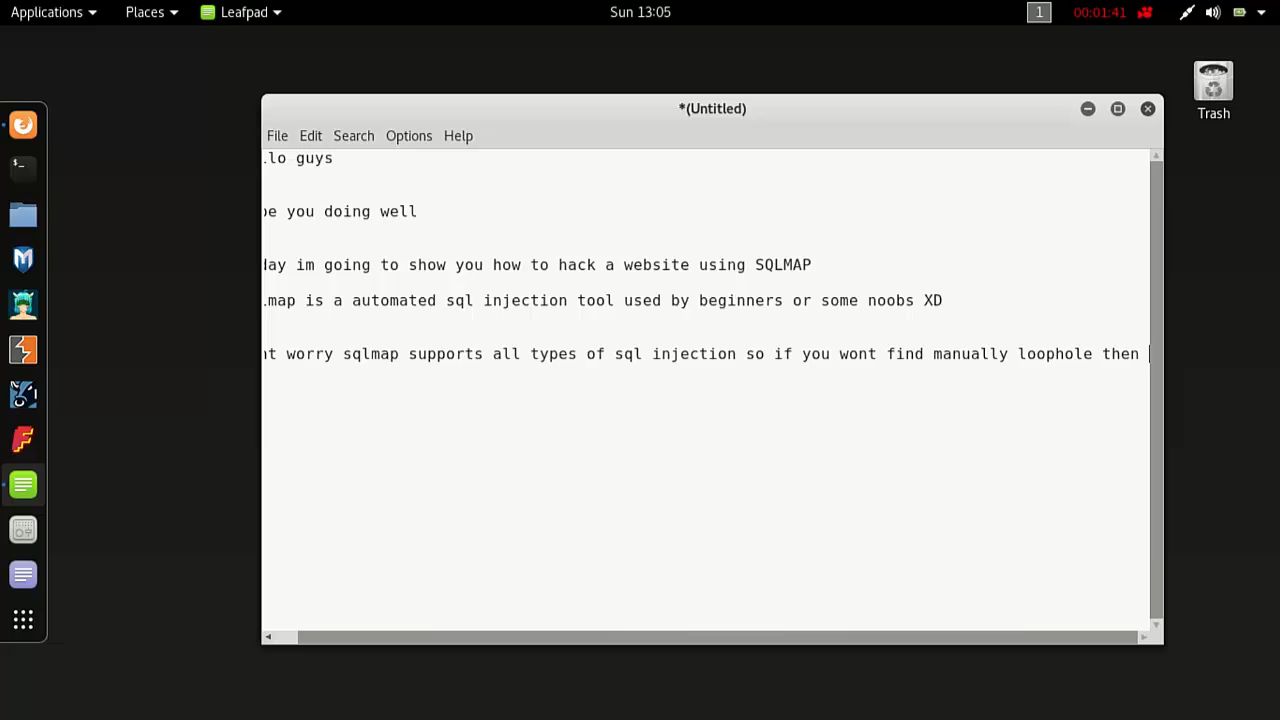 Applications Places Leafpad Sun 13:05 1 00:01:41
Trash
*(Untitled)
File Edit Search Options Help
lo guys
you doing well
im going to show you how to hack a website using SQLMAP
map is a automated sql injection tool used by beginners or some noobs XD
worry sqlmap supports all types of sql injection so if you wont find manually loophole then